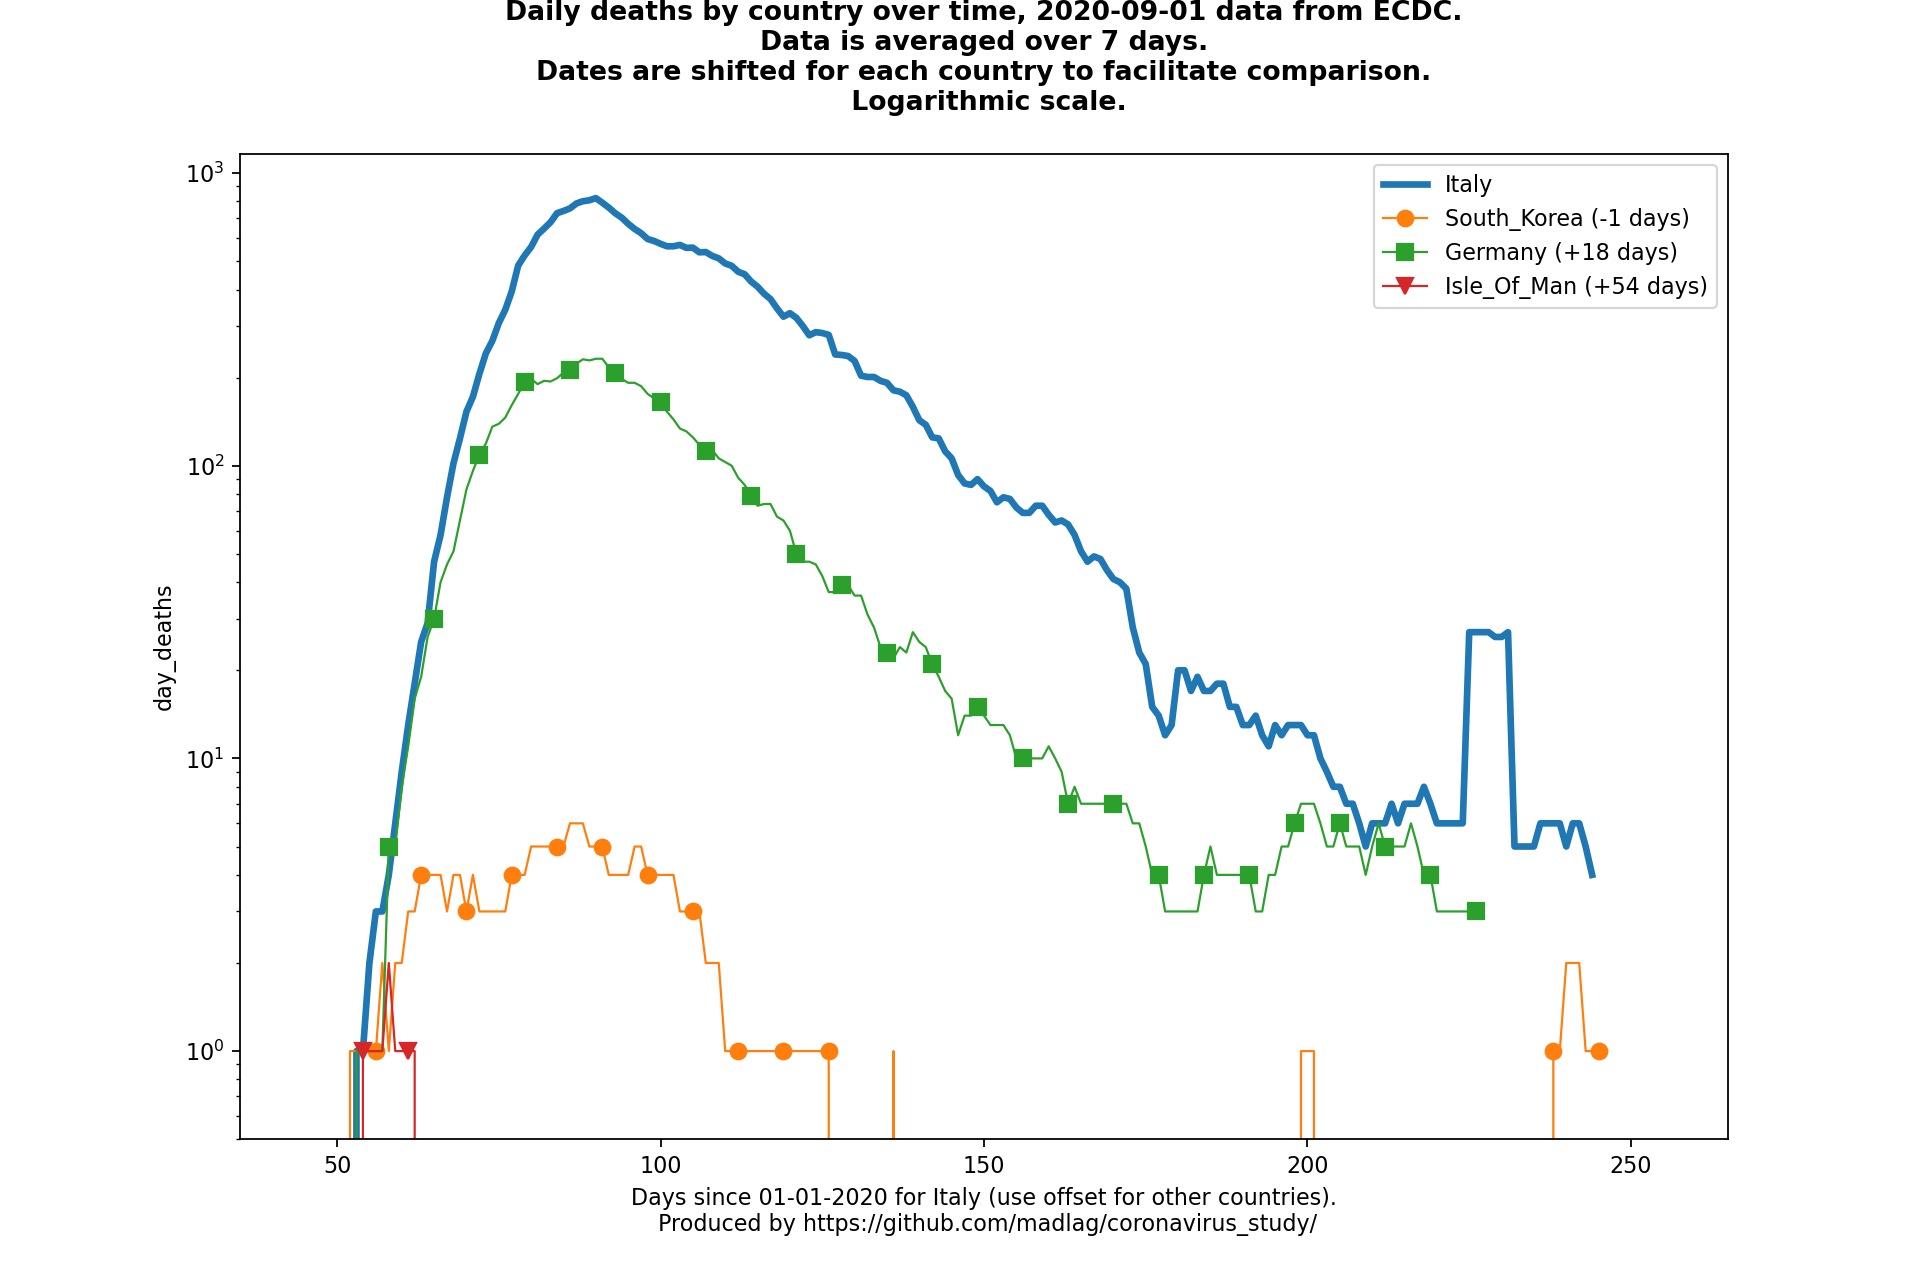 Daily deaths by country over time, 2020-09-01 data from ECDC.
Data is averaged over 7 days.
Dates are shifted for each country to facilitate comparison.
Logarithmic scale.
10³
10²
10¹
10⁰
day_deaths
Italy
South_Korea (-1 days)
Germany (+18 days)
Isle_Of_Man (+54 days)
50 100 150 200 250
Days since 01-01-2020 for Italy (use offset for other countries).
Produced by https://github.com/madlag/coronavirus_study/